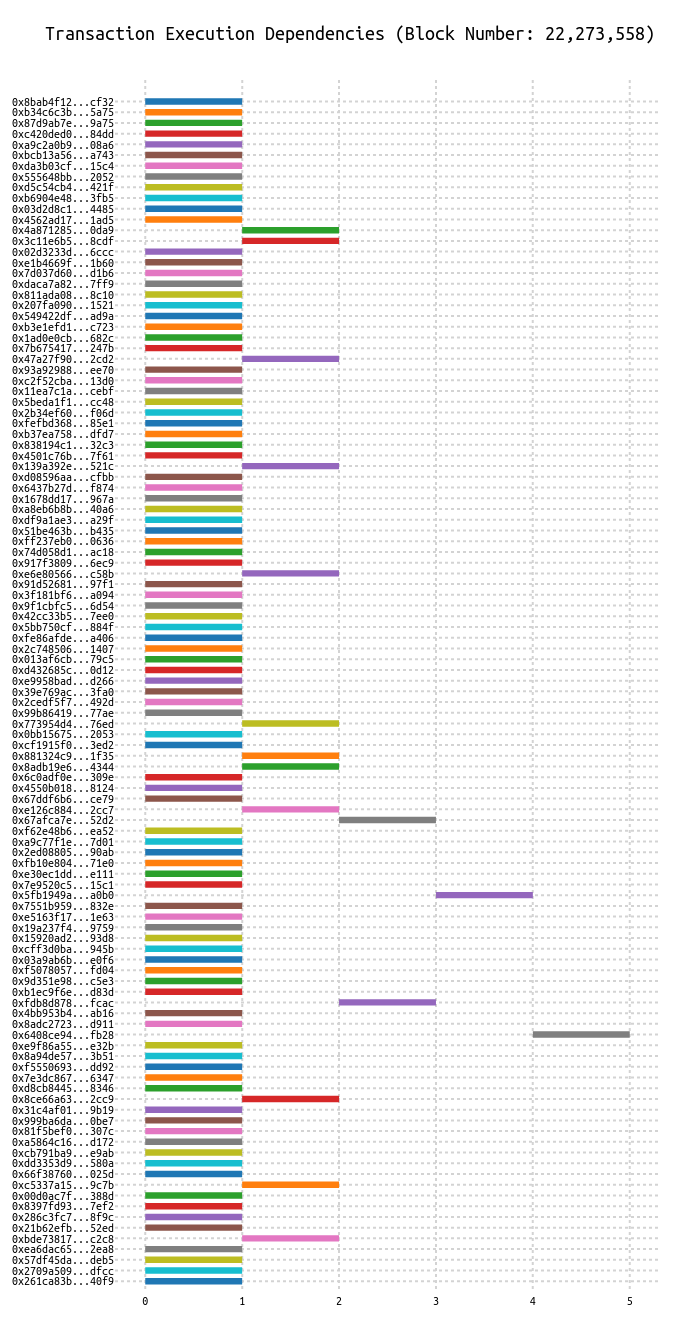 Transaction Execution Dependencies (Block Number: 22,273,558)
0x8bab4f12...cf32
0xb34c6c3b...5a75
0x87d9ab7e...9a75
0xc420ded0...84dd
0xa9c2a0b9...08a6
0xbcb13a56...a743
0xda3b03cf...15c4
0x555648bb...2052
0xd5c54cb4...421f
0xb6904e48...3fb5
0x03d2d8c1...4485
0x4562ad17...1ad5
0x4a871285...0da9
0x3c11e6b5...8cdf
0x02d3233d...6ccc
0xe1b4669f...1b60
0x7d037d60...d1b6
0xdaca7a82...7ff9
0x811ada08...8c10
0x207fa090...1521
0x549422df...ad9a
0xb3e1efd1...c723
0x1ad0e0cb...682c
0x7b675417...247b
0x47a27f90...2cd2
0x93a92988...ee70
0xc2f52cba...13d0
0x11ea7c1a...cebf
0x5beda1f1...cc48
0x2b34ef60...f06d
0xfefbd368...85e1
0xb37ea758...dfd7
0x838194c1...32c3
0x4501c76b...7f61
0x139a392e...521c
0xd08596aa...cfbb
0x6437b27d...f874
0x1678dd17...967a
0xa8eb6b8b...40a6
0xdf9a1ae3...a29f
0x51be463b...b435
0xff237eb0...0636
0x74d058d1...ac18
0x917f3809...6ec9
0xe6e80566...c58b
0x91d52681...97f1
0x3f181bf6...a094
0x9f1cbfc5...6d54
0x42cc33b5...7ee0
0x5bb750cf...884f
0xfe86afde...a406
0x2c748506...1407
0x013af6cb...79c5
0xd432685c...0d12
0xe9958bad...d266
0x39e769ac...3fa0
0x2cedf5f7...492d
0x99b86419...77ae
0x773954d4...76ed
0x0bb15675...2053
0xcf1915f0...3ed2
0x881324c9...1f35
0x8adb19e6...4344
0x6c0adf0e...309e
0x4550b018...8124
0x67ddf6b6...ce79
0xe126c884...2cc7
0x67afca7e...52d2
0xf62e48b6...ea52
0xa9c77f1e...7d01
0x2ed08805...90ab
0xfb10e804...71e0
0xe30ec1dd...e111
0x7e9520c5...15c1
0x5fb1949a...a0b0
0x7551b959...832e
0xe5163f17...1e63
0x19a237f4...9759
0x15920ad2...93d8
0xcff3d0ba...945b
0x03a9ab6b...e0f6
0xf5078057...fd04
0x9d351e98...c5e3
0xb1ec9f6e...d83d
0xfdb8d878...fcac
0x4bb953b4...ab16
0x8adc2723...d911
0x6408ce94...fb28
0xe9f86a55...e32b
0x8a94de57...3b51
0xf5550693...dd92
0x7e3dc867...6347
0xd8cb8445...8346
0x8ce66a63...2cc9
0x31c4af01...9b19
0x999ba6da...0be7
0x81f5bef0...307c
0xa5864c16...d172
0xcb791ba9...e9ab
0xdd3353d9...580a
0x66f38760...025d
0xc5337a15...9c7b
0x00d0ac7f...388d
0x8397fd93...7ef2
0x286c3fc7...8f9c
0x21b62efb...52ed
0xbde73817...c2c8
0xea6dac65...2ea8
0x57df45da...deb5
0x2709a509...dfcc
0x261ca83b...40f9
0 1 2 3 4 5